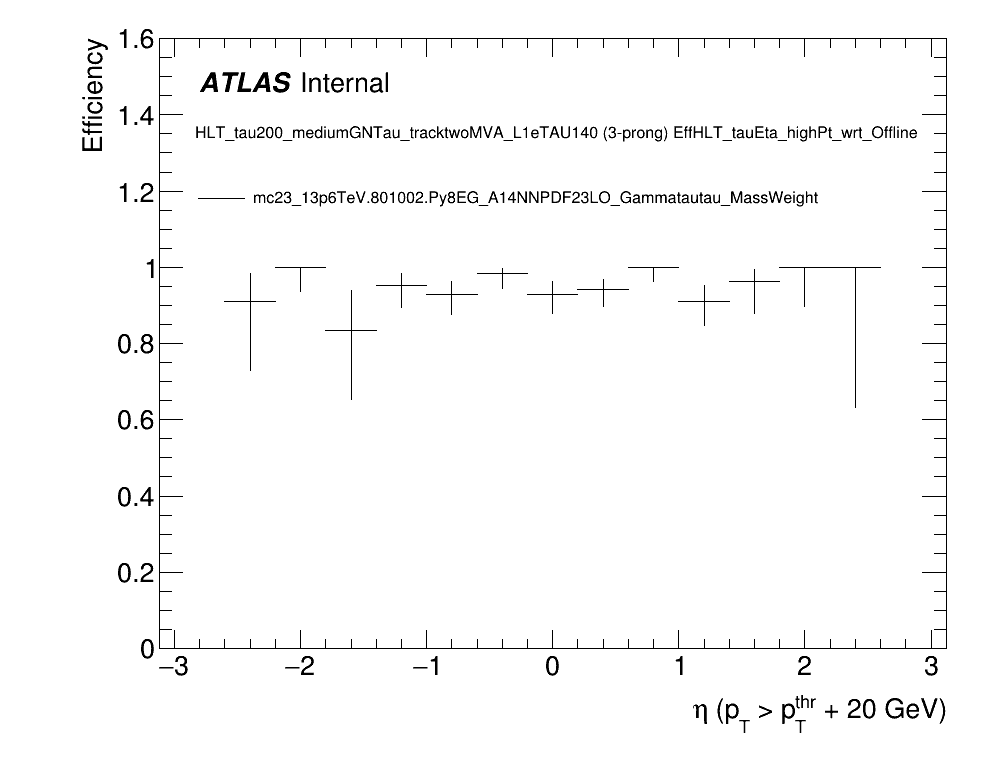 Efficiency
1.6
1.4
1.2
1
0.8
0.6
0.4
0.2
0
ATLAS Internal
HLT_tau200_mediumGNTau_tracktwoMVA_L1eTAU140 (3-prong) EffHLT_tauEta_highPt_wrt_Offline
mc23_13p6TeV.801002.Py8EG_A14NNPDF23LO_Gammatautau_MassWeight
−3 −2 −1 0 1 2 3
η (p_T > p_T^thr + 20 GeV)